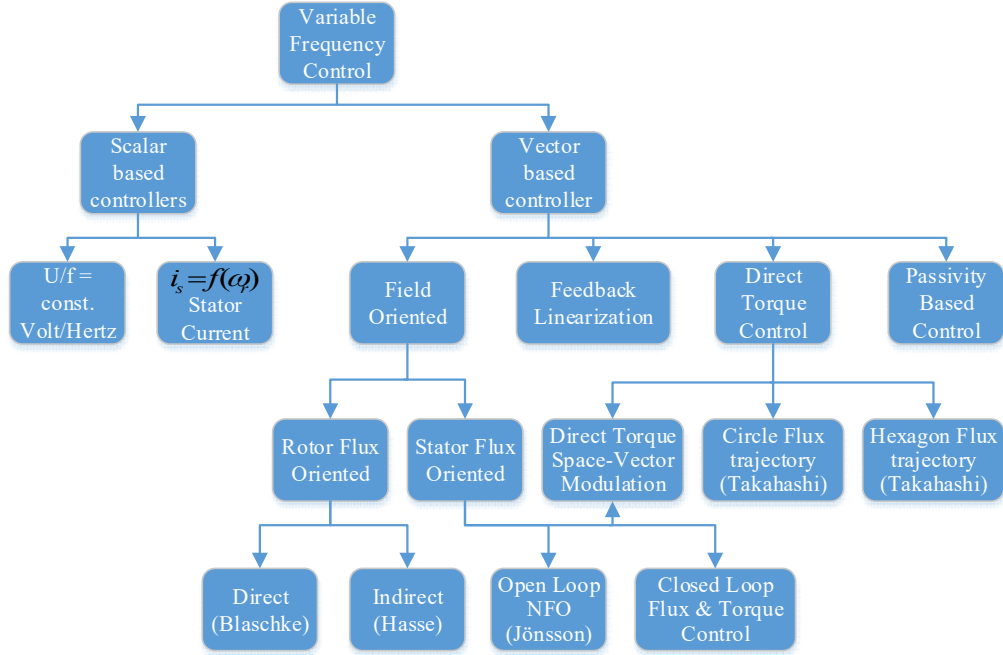 Variable
Frequency
Control
Scalar
based
controllers
Vector
based
controller
U/f =
const.
Volt/Hertz
i_s = f(ω_r)
Stator
Current
Field
Oriented
Feedback
Linearization
Direct
Torque
Control
Passivity
Based
Control
Rotor Flux
Oriented
Stator Flux
Oriented
Direct Torque
Space-Vector
Modulation
Circle Flux
trajectory
(Takahashi)
Hexagon Flux
trajectory
(Takahashi)
Direct
(Blaschke)
Indirect
(Hasse)
Open Loop
NFO
(Jönsson)
Closed Loop
Flux & Torque
Control